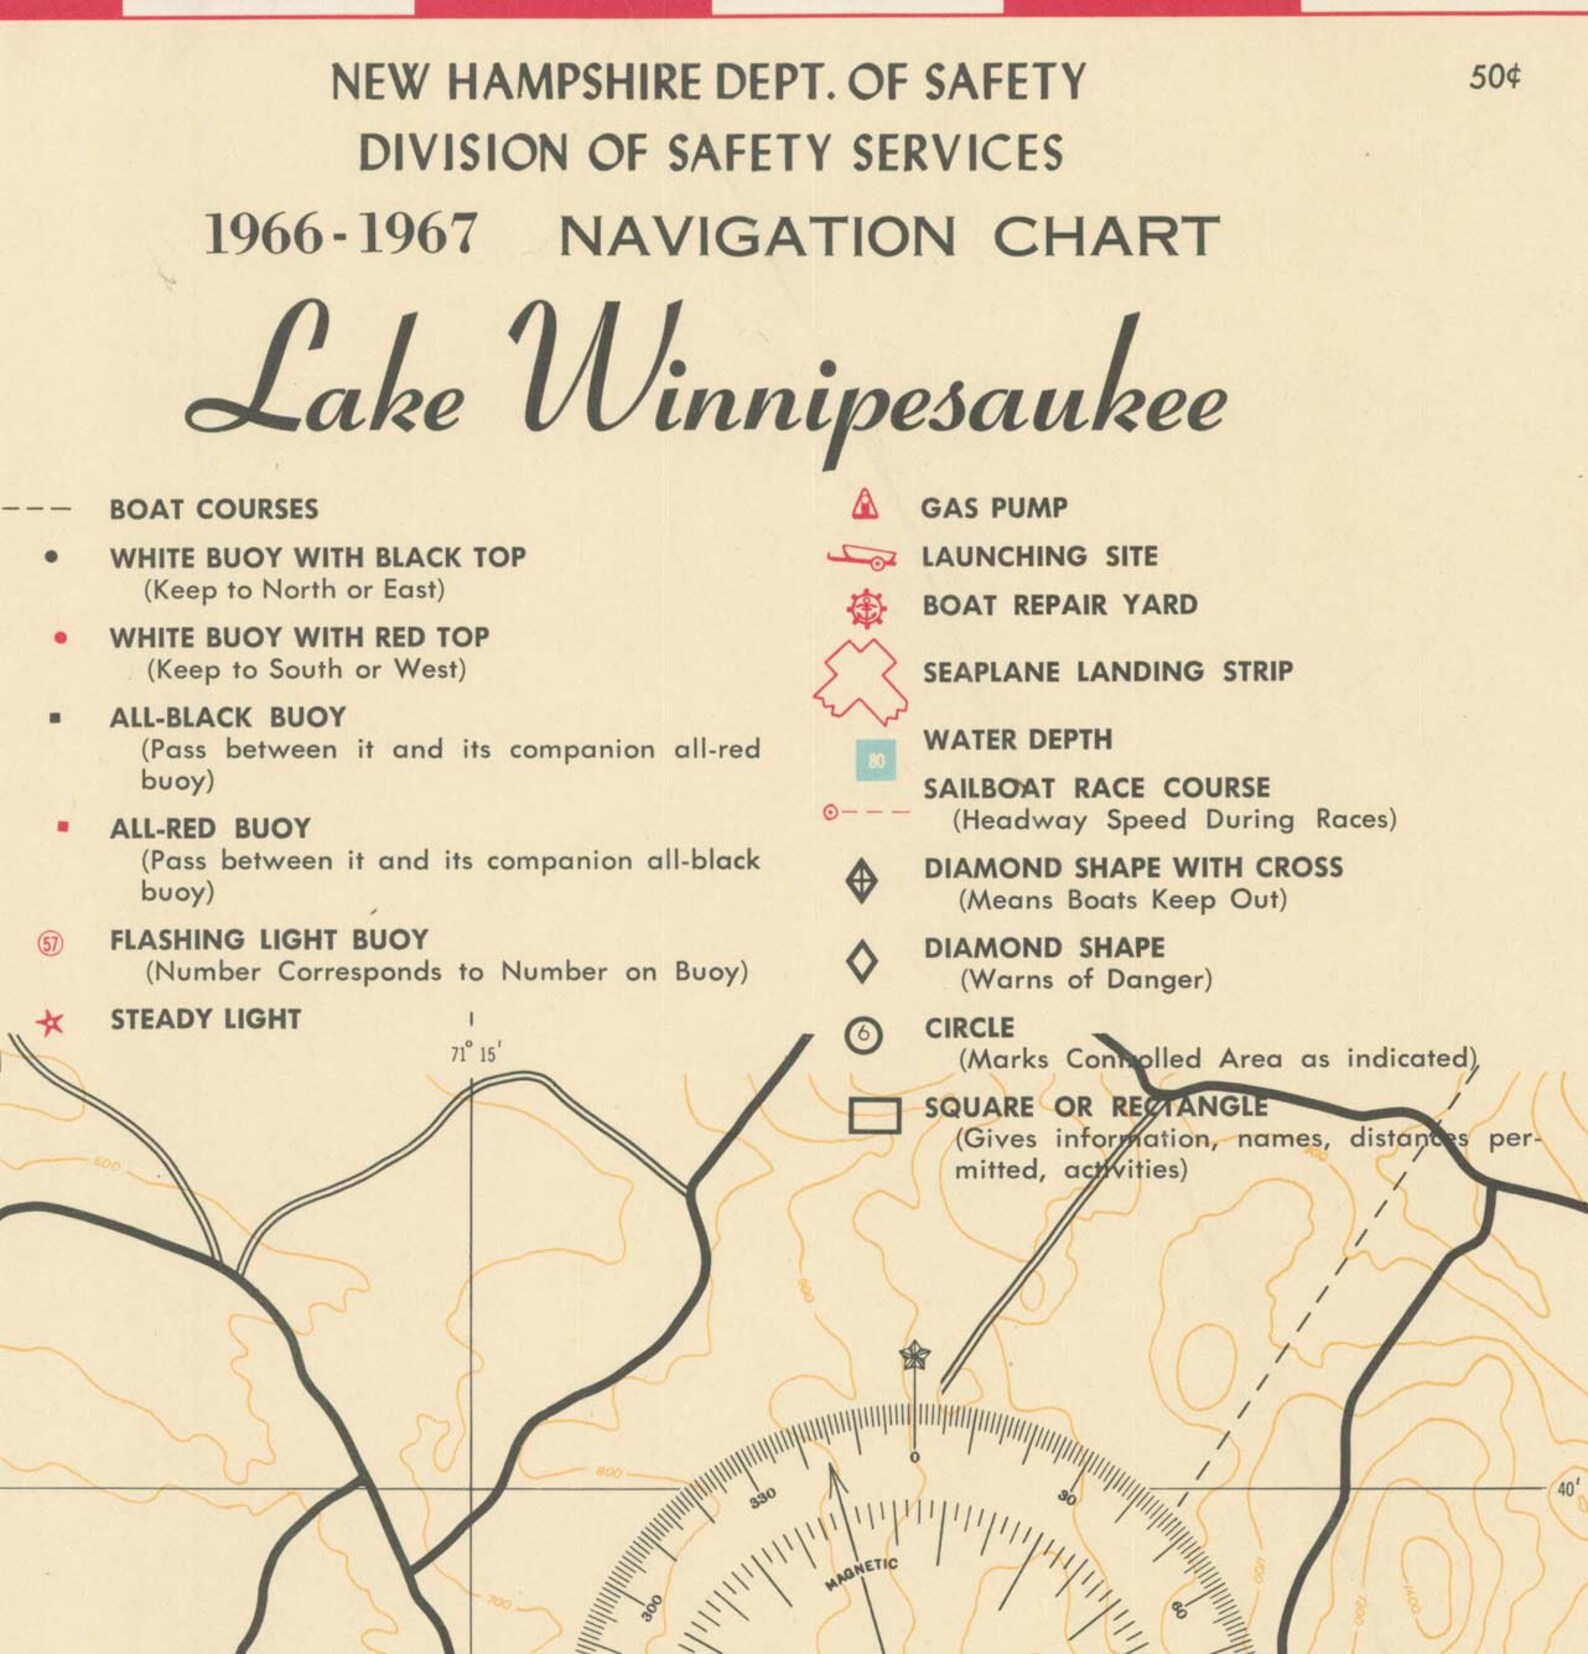 NEW HAMPSHIRE DEPT. OF SAFETY
50¢
DIVISION OF SAFETY SERVICES
1966-1967 NAVIGATION CHART
Lake Winnipesaukee
BOAT COURSES
WHITE BUOY WITH BLACK TOP
(Keep to North or East)
WHITE BUOY WITH RED TOP
(Keep to South or West)
ALL-BLACK BUOY
(Pass between it and its companion all-red
buoy)
ALL-RED BUOY
(Pass between it and its companion all-black
buoy)
57 FLASHING LIGHT BUOY
(Number Corresponds to Number on Buoy)
STEADY LIGHT
GAS PUMP
LAUNCHING SITE
BOAT REPAIR YARD
SEAPLANE LANDING STRIP
WATER DEPTH
80
SAILBOAT RACE COURSE
(Headway Speed During Races)
DIAMOND SHAPE WITH CROSS
(Means Boats Keep Out)
DIAMOND SHAPE
(Warns of Danger)
6 CIRCLE
(Marks Controlled Area as indicated)
SQUARE OR RECTANGLE
(Gives information, names, distances per-
mitted, activities)
71° 15'
600
800
600
700
40'
0
330
30
300
60
MAGNETIC